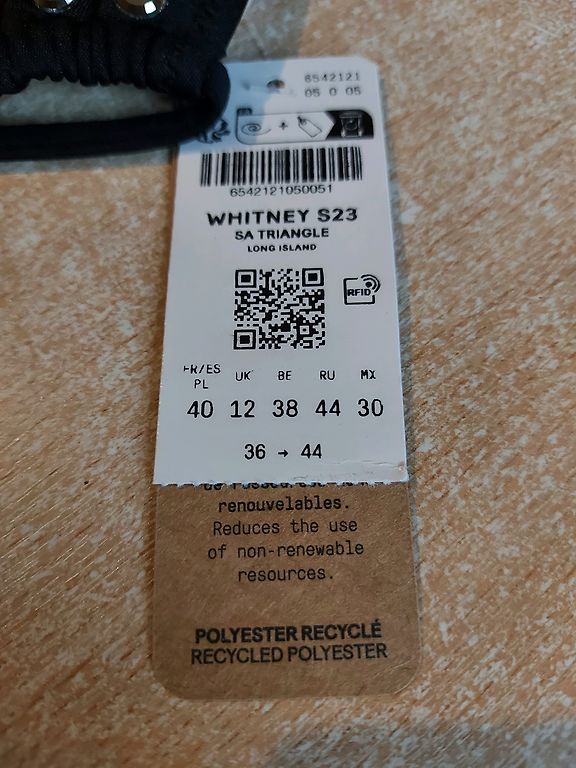 6542121
05 0 05
6542121050051
WHITNEY S23
SA TRIANGLE
LONG ISLAND
RFID
FR/ES UK BE RU MX
PL
40 12 38 44 30
36 → 44
renouvelables.
Reduces the use
of non-renewable
resources.
POLYESTER RECYCLÉ
RECYCLED POLYESTER